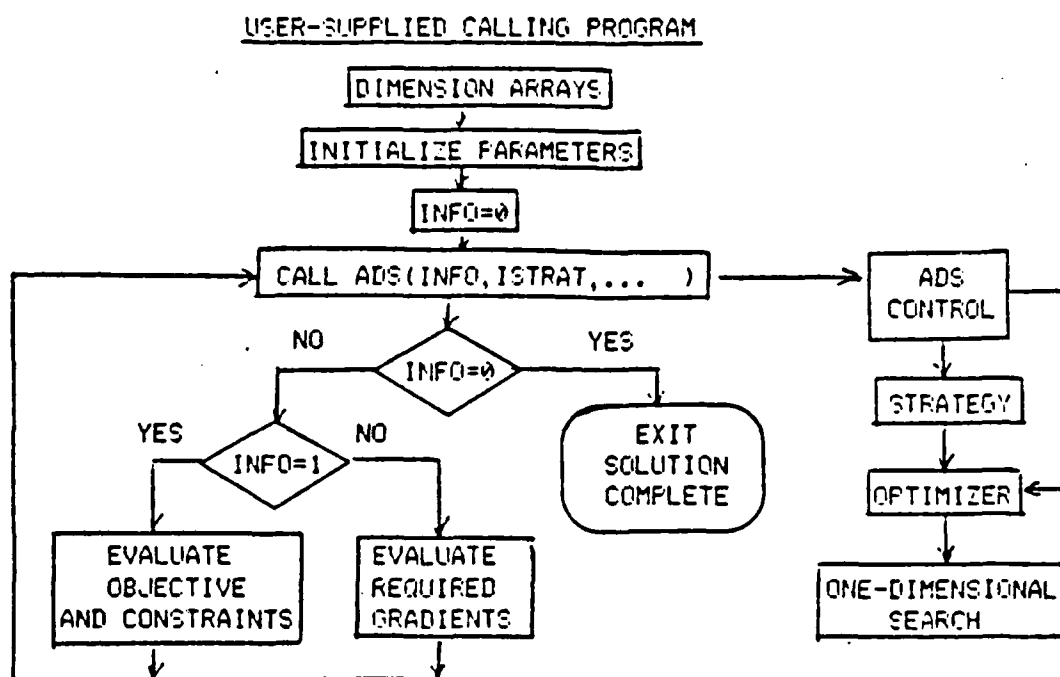 USER-SUPPLIED CALLING PROGRAM
DIMENSION ARRAYS
INITIALIZE PARAMETERS
INFO=0
CALL ADS(INFO,ISTRAT,... )
ADS
CONTROL
NO
INFO=0
YES
STRATEGY
YES
INFO=1
NO
EXIT
SOLUTION
COMPLETE
OPTIMIZER
EVALUATE
OBJECTIVE
AND CONSTRAINTS
EVALUATE
REQUIRED
GRADIENTS
ONE-DIMENSIONAL
SEARCH